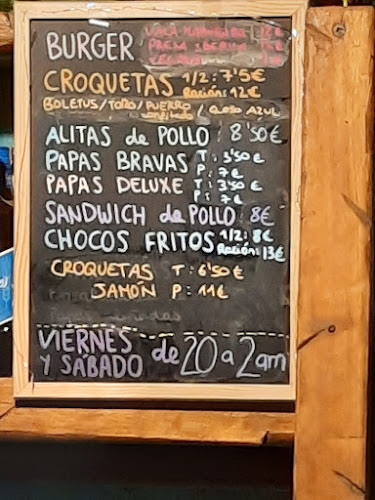 BURGER
CROQUETAS 1/2: 7'5€
Ración: 12€
BOLETUS/TORO/PUERRO confitado / QUESO AZUL
ALITAS de POLLO: 8'50€
PAPAS BRAVAS T: 3'50€
P: 7€
PAPAS DELUXE T: 3'50€
P: 7€
SANDWICH de POLLO: 8€
CHOCOS FRITOS 1/2: 8€
Ración: 13€
CROQUETAS T: 6'50€
JAMÓN P: 11€
VIERNES Y SÁBADO de 20 a 2am